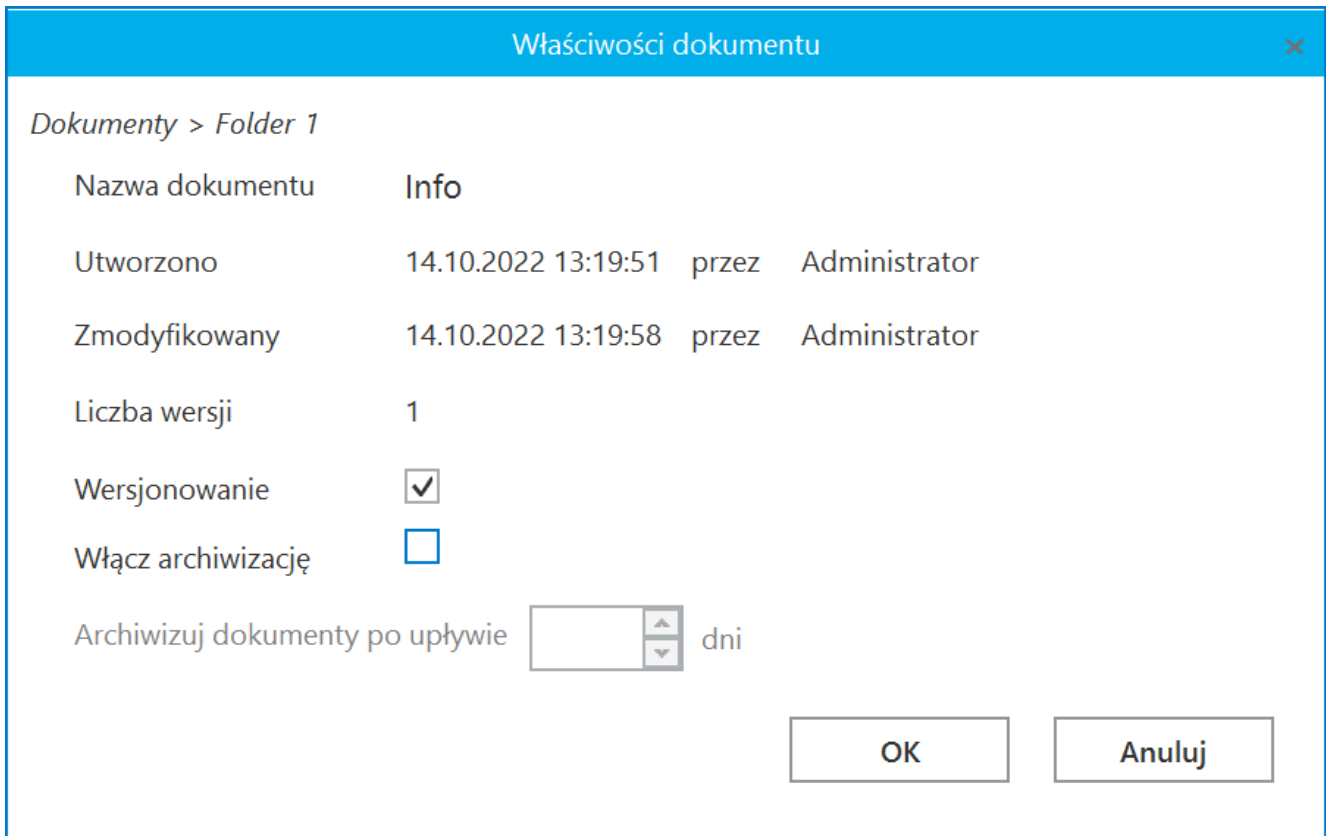 Właściwości dokumentu
Dokumenty > Folder 1
Nazwa dokumentu Info
Utworzono 14.10.2022 13:19:51 przez Administrator
Zmodyfikowany 14.10.2022 13:19:58 przez Administrator
Liczba wersji 1
Wersjonowanie
Włącz archiwizację
Archiwizuj dokumenty po upływie dni
OK Anuluj